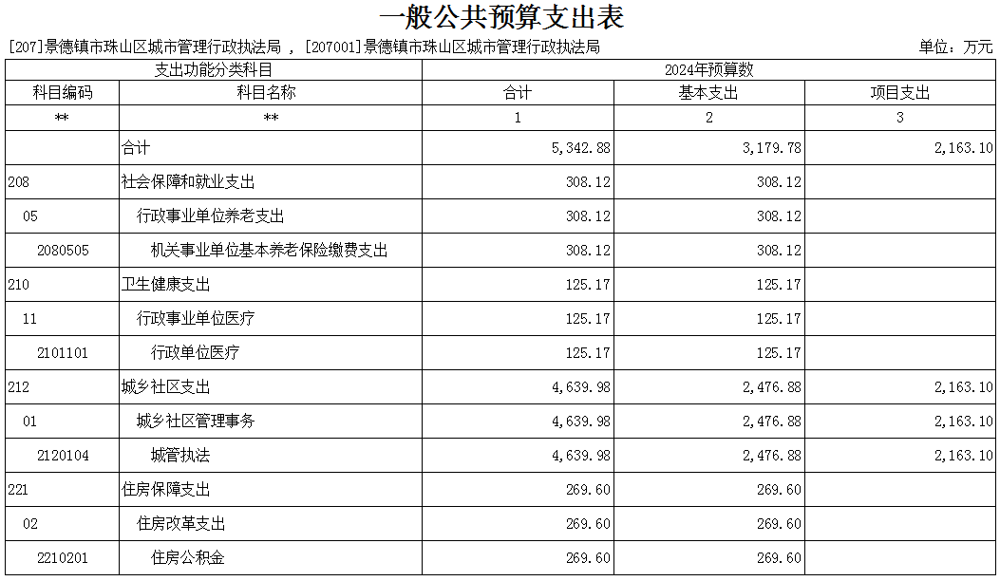 一般公共预算支出表
[207]景德镇市珠山区城市管理行政执法局 , [207001]景德镇市珠山区城市管理行政执法局 单位：万元
支出功能分类科目 2024年预算数
科目编码 科目名称 合计 基本支出 项目支出
** ** 1 2 3
合计 5,342.88 3,179.78 2,163.10
208 社会保障和就业支出 308.12 308.12
05 行政事业单位养老支出 308.12 308.12
2080505 机关事业单位基本养老保险缴费支出 308.12 308.12
210 卫生健康支出 125.17 125.17
11 行政事业单位医疗 125.17 125.17
2101101 行政单位医疗 125.17 125.17
212 城乡社区支出 4,639.98 2,476.88 2,163.10
01 城乡社区管理事务 4,639.98 2,476.88 2,163.10
2120104 城管执法 4,639.98 2,476.88 2,163.10
221 住房保障支出 269.60 269.60
02 住房改革支出 269.60 269.60
2210201 住房公积金 269.60 269.60